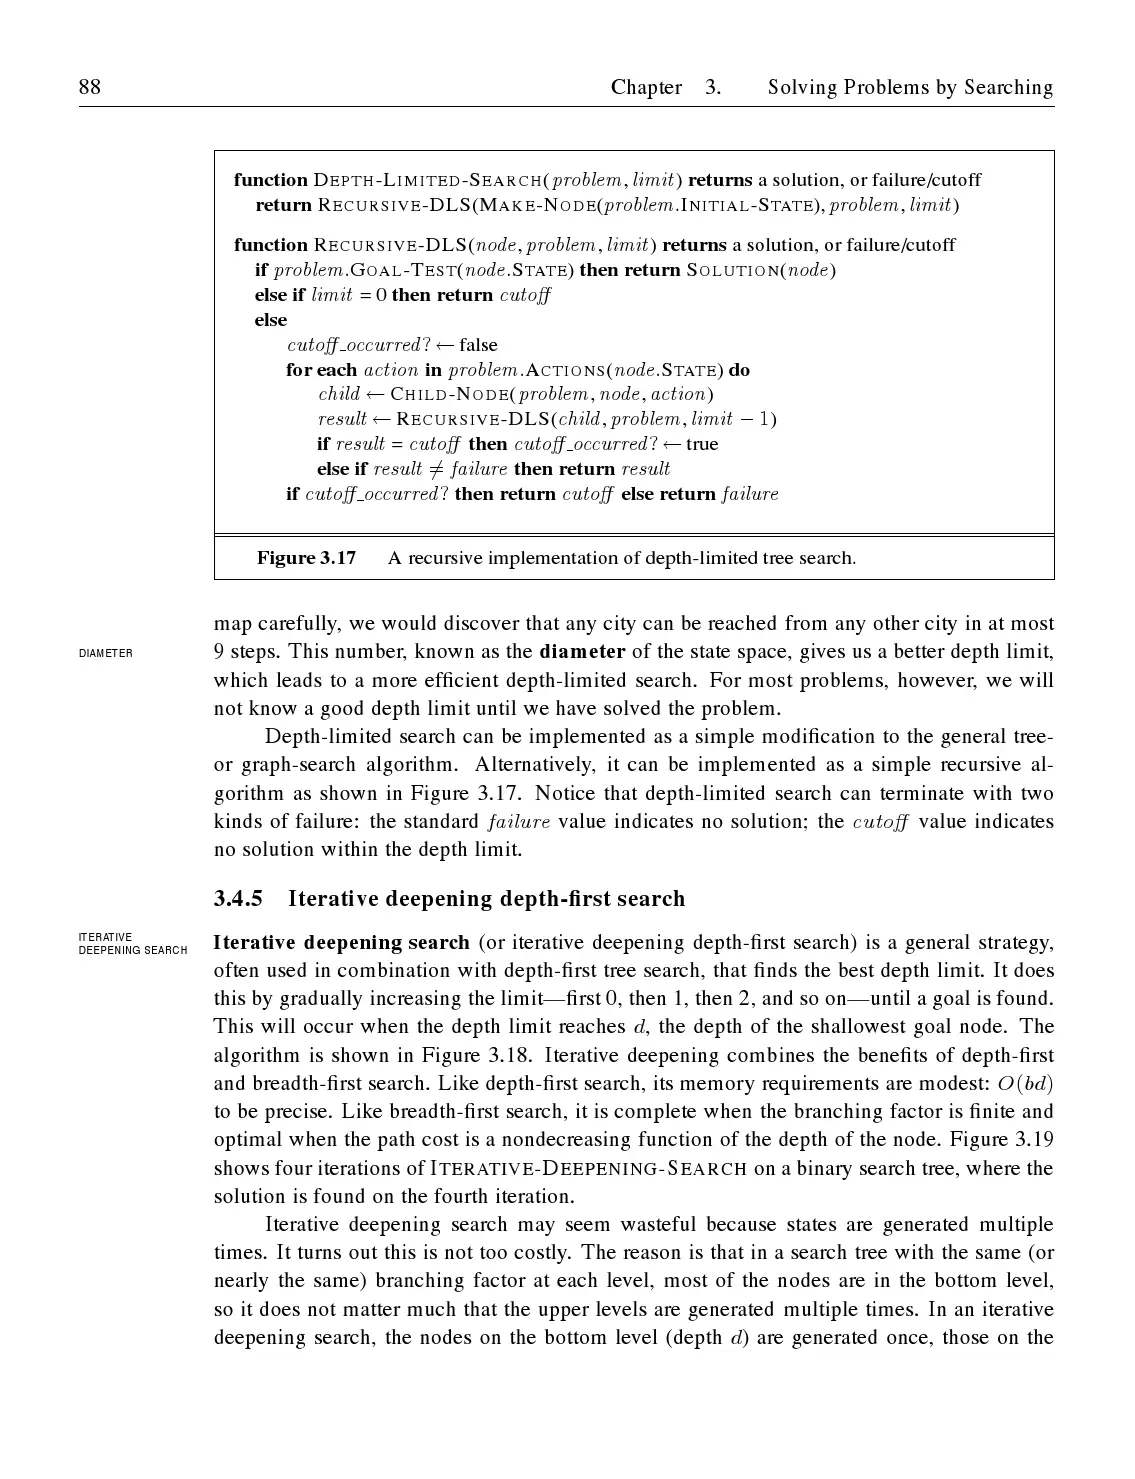 88 Chapter 3. Solving Problems by Searching
function DEPTH-LIMITED-SEARCH(problem, limit) returns a solution, or failure/cutoff
return RECURSIVE-DLS(MAKE-NODE(problem.INITIAL-STATE), problem, limit)
function RECURSIVE-DLS(node, problem, limit) returns a solution, or failure/cutoff
if problem.GOAL-TEST(node.STATE) then return SOLUTION(node)
else if limit = 0 then return cutoff
else
cutoff_occurred? ← false
for each action in problem.ACTIONS(node.STATE) do
child ← CHILD-NODE(problem, node, action)
result ← RECURSIVE-DLS(child, problem, limit − 1)
if result = cutoff then cutoff_occurred? ← true
else if result ≠ failure then return result
if cutoff_occurred? then return cutoff else return failure
Figure 3.17 A recursive implementation of depth-limited tree search.
map carefully, we would discover that any city can be reached from any other city in at most
DIAMETER
9 steps. This number, known as the diameter of the state space, gives us a better depth limit,
which leads to a more efficient depth-limited search. For most problems, however, we will
not know a good depth limit until we have solved the problem.
Depth-limited search can be implemented as a simple modification to the general tree-
or graph-search algorithm. Alternatively, it can be implemented as a simple recursive al-
gorithm as shown in Figure 3.17. Notice that depth-limited search can terminate with two
kinds of failure: the standard failure value indicates no solution; the cutoff value indicates
no solution within the depth limit.
3.4.5 Iterative deepening depth-first search
ITERATIVE
DEEPENING SEARCH
Iterative deepening search (or iterative deepening depth-first search) is a general strategy,
often used in combination with depth-first tree search, that finds the best depth limit. It does
this by gradually increasing the limit—first 0, then 1, then 2, and so on—until a goal is found.
This will occur when the depth limit reaches d, the depth of the shallowest goal node. The
algorithm is shown in Figure 3.18. Iterative deepening combines the benefits of depth-first
and breadth-first search. Like depth-first search, its memory requirements are modest: O(bd)
to be precise. Like breadth-first search, it is complete when the branching factor is finite and
optimal when the path cost is a nondecreasing function of the depth of the node. Figure 3.19
shows four iterations of ITERATIVE-DEEPENING-SEARCH on a binary search tree, where the
solution is found on the fourth iteration.
Iterative deepening search may seem wasteful because states are generated multiple
times. It turns out this is not too costly. The reason is that in a search tree with the same (or
nearly the same) branching factor at each level, most of the nodes are in the bottom level,
so it does not matter much that the upper levels are generated multiple times. In an iterative
deepening search, the nodes on the bottom level (depth d) are generated once, those on the